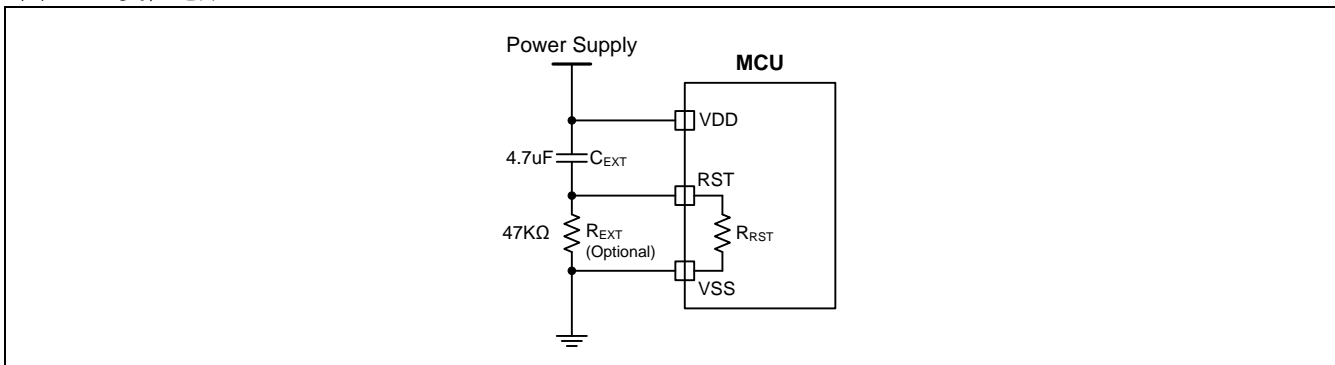 Power Supply
MCU
VDD
4.7uF
CEXT
RST
47KΩ
REXT
(Optional)
RRST
VSS